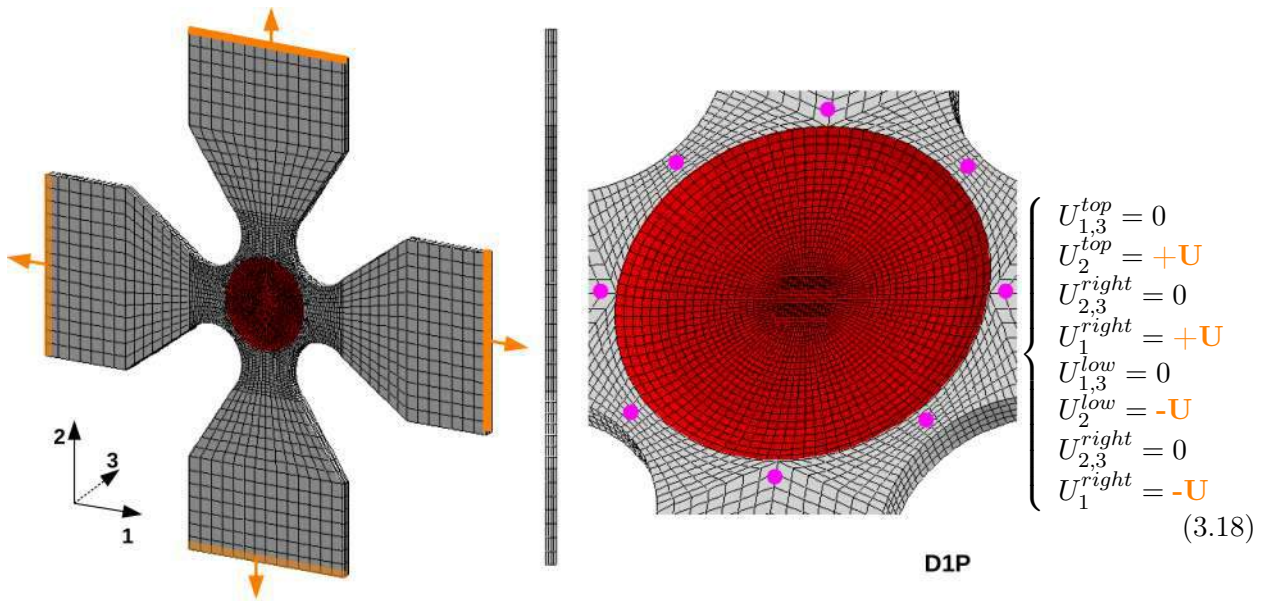 2
3
1
U_{1,3}^{top} = 0
U_2^{top} = +U
U_{2,3}^{right} = 0
U_1^{right} = +U
U_{1,3}^{low} = 0
U_2^{low} = -U
U_{2,3}^{right} = 0
U_1^{right} = -U
(3.18)
D1P